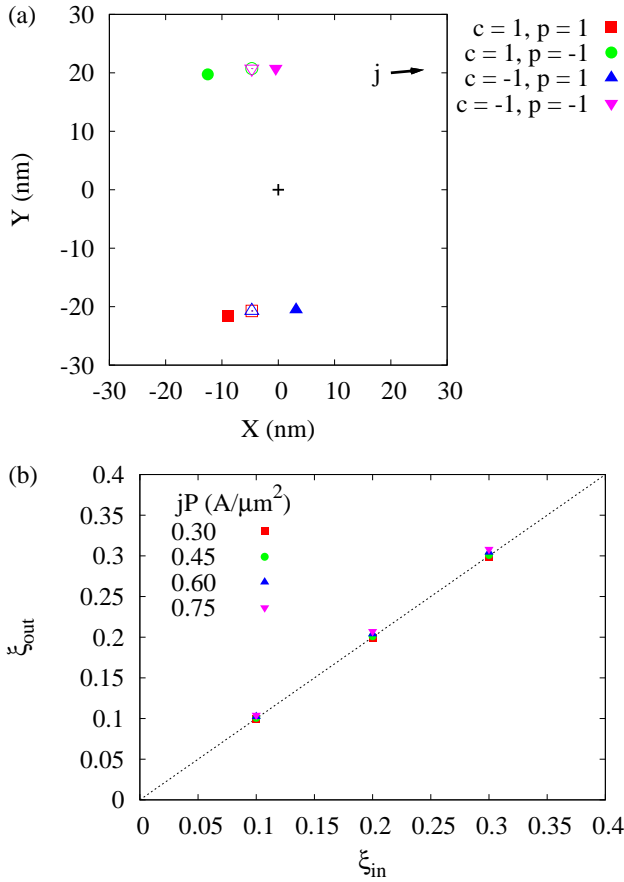 (a)
30
20
10
0
-10
-20
-30
Y (nm)
-30 -20 -10 0 10 20 30
X (nm)
j
c = 1, p = 1
c = 1, p = -1
c = -1, p = 1
c = -1, p = -1
(b)
0.4
0.35
0.3
0.25
0.2
0.15
0.1
0.05
0
ξout
jP (A/μm²)
0.30
0.45
0.60
0.75
0 0.05 0.1 0.15 0.2 0.25 0.3 0.35 0.4
ξin